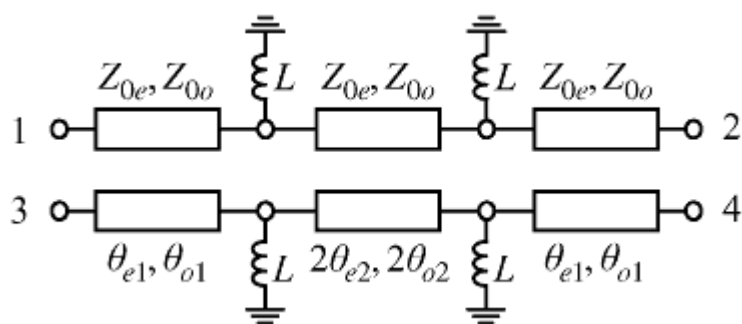 Z₀ₑ, Z₀ₒ L Z₀ₑ, Z₀ₒ L Z₀ₑ, Z₀ₒ
1 2
3 4
θₑ₁, θₒ₁ L 2θₑ₂, 2θₒ₂ L θₑ₁, θₒ₁